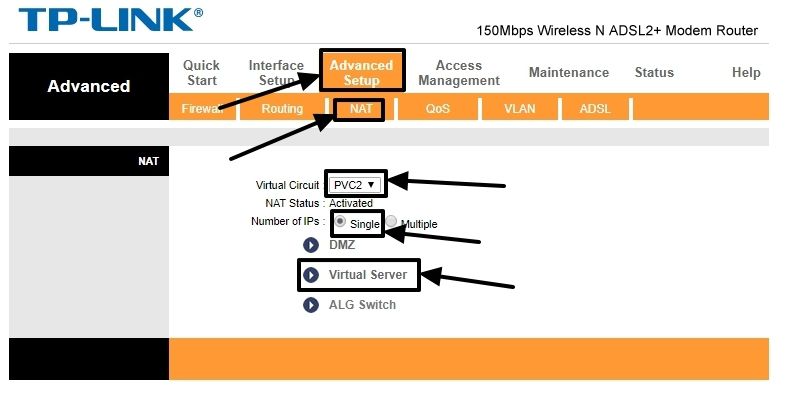 TP-LINK®
150Mbps Wireless N ADSL2+ Modem Router
Advanced
Quick Start
Interface Setup
Advanced Setup
Access Management
Maintenance
Status
Help
Firewall
Routing
NAT
QoS
VLAN
ADSL
NAT
Virtual Circuit : PVC2
NAT Status : Activated
Number of IPs : Single Multiple
DMZ
Virtual Server
ALG Switch